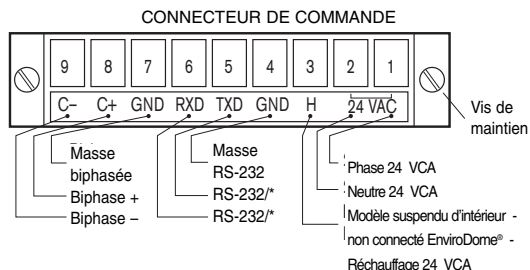 CONNECTEUR DE COMMANDE
9 8 7 6 5 4 3 2 1
C– C+ GND RXD TXD GND H 24 VAC
Vis de
maintien
Masse
biphasée
Biphase +
Biphase –
Masse
RS-232
RS-232/*
RS-232/*
Phase 24 VCA
Neutre 24 VCA
Modèle suspendu d'intérieur -
non connecté EnviroDome® -
Réchauffage 24 VCA